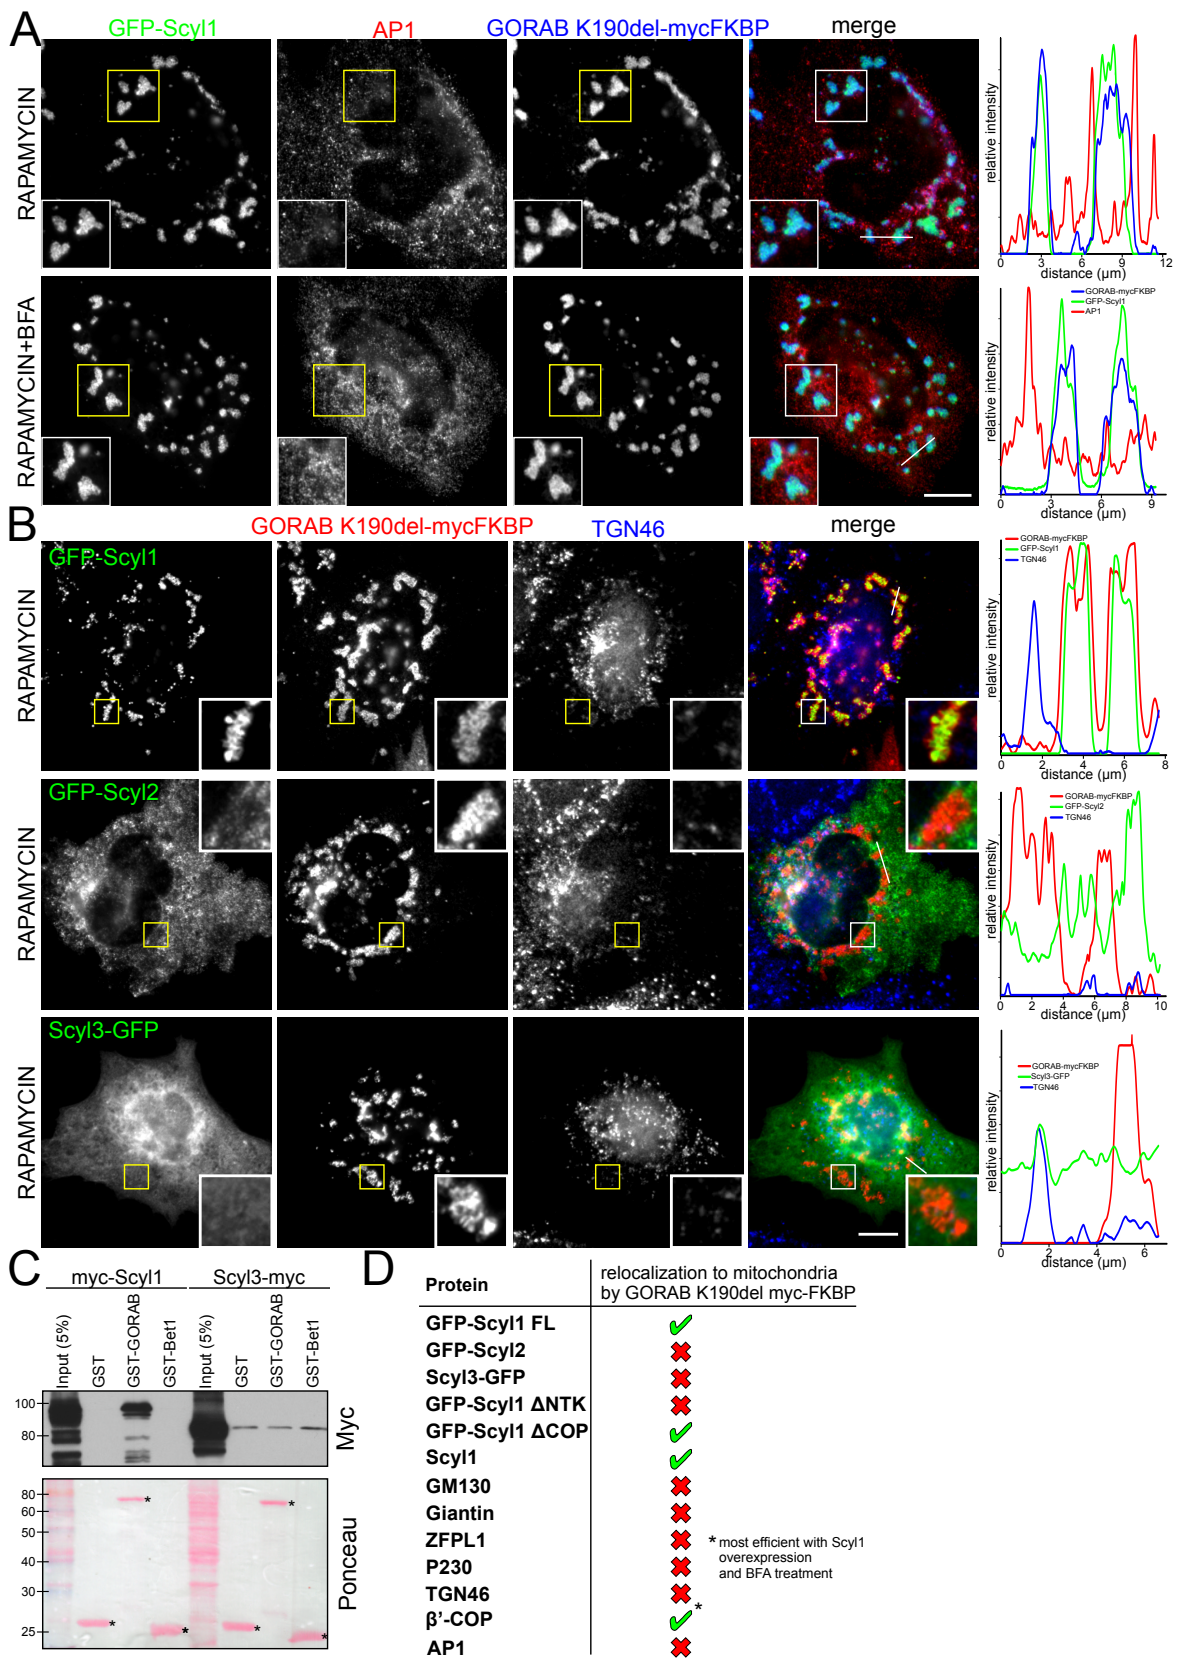 A
GFP-Scyl1
AP1
GORAB K190del-mycFKBP
merge
RAPAMYCIN
relative intensity
0 3 6 9 12
distance (µm)
RAPAMYCIN+BFA
GORAB-mycFKBP
GFP-Scyl1
AP1
relative intensity
0 3 6 9
distance (µm)
B
GORAB K190del-mycFKBP
TGN46
merge
GFP-Scyl1
RAPAMYCIN
GORAB-mycFKBP
GFP-Scyl1
TGN46
relative intensity
0 2 4 6 8
distance (µm)
GFP-Scyl2
RAPAMYCIN
GORAB-mycFKBP
GFP-Scyl2
TGN46
relative intensity
0 2 4 6 8 10
distance (µm)
Scyl3-GFP
RAPAMYCIN
GORAB-mycFKBP
Scyl3-GFP
TGN46
relative intensity
0 2 4 6
distance (µm)
C
myc-Scyl1
Scyl3-myc
Input (5%)
GST
GST-GORAB
GST-Bet1
Input (5%)
GST
GST-GORAB
GST-Bet1
100
80
Myc
80
60
50
40
30
25
*
*
*
*
*
*
Ponceau
D
Protein
relocalization to mitochondria
by GORAB K190del myc-FKBP
GFP-Scyl1 FL
GFP-Scyl2
Scyl3-GFP
GFP-Scyl1 ΔNTK
GFP-Scyl1 ΔCOP
Scyl1
GM130
Giantin
ZFPL1
P230
TGN46
β’-COP *
AP1
* most efficient with Scyl1
overexpression
and BFA treatment